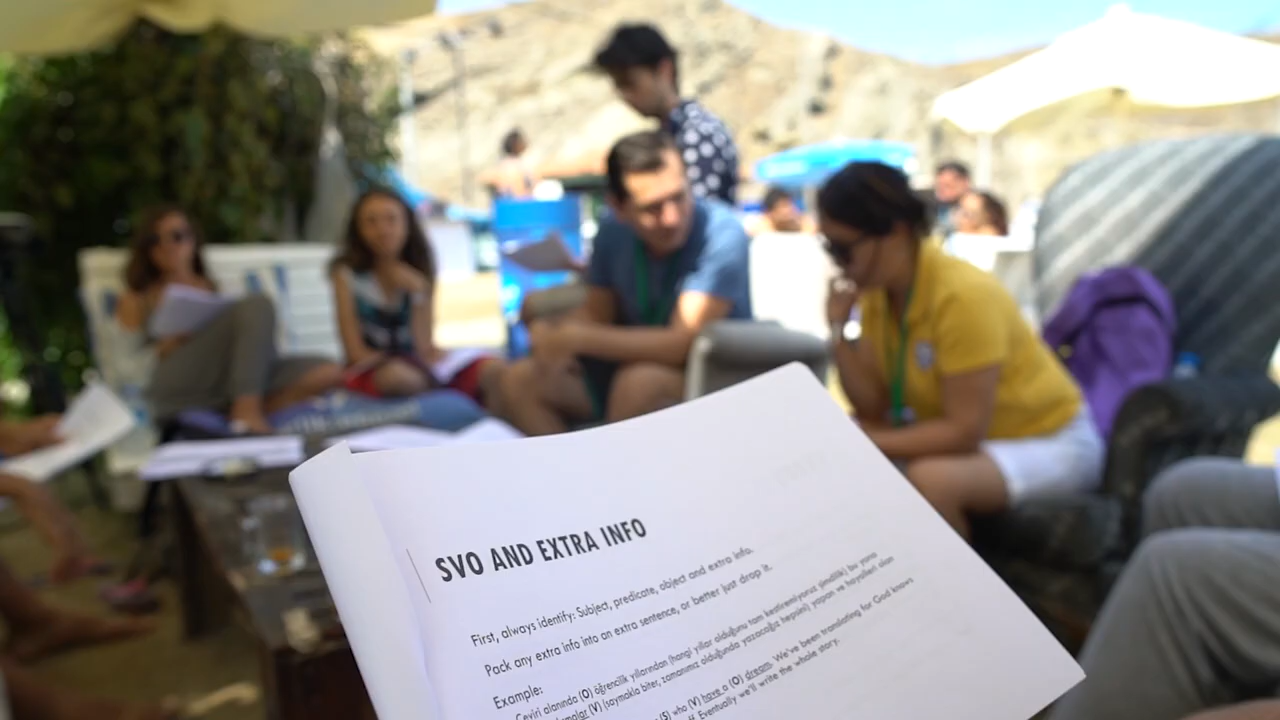 SVO AND EXTRA INFO
First, always identify: Subject, predicate, object and extra info.
Pack any extra info into an extra sentence, or better just drop it.
Example:
Çeviri alanında (O) öğrencilik yıllarından (hangi yıllar olduğunu tam kestiremiyoruz şimdilik) bu yana
(V) (saymakla biter, zamanımız olduğunda yazacağız hepsini) yapan ve hayalleri olan
(S) who (V) have a (O) dream. We've been translating for God knows
Eventually we'll write the whole story.